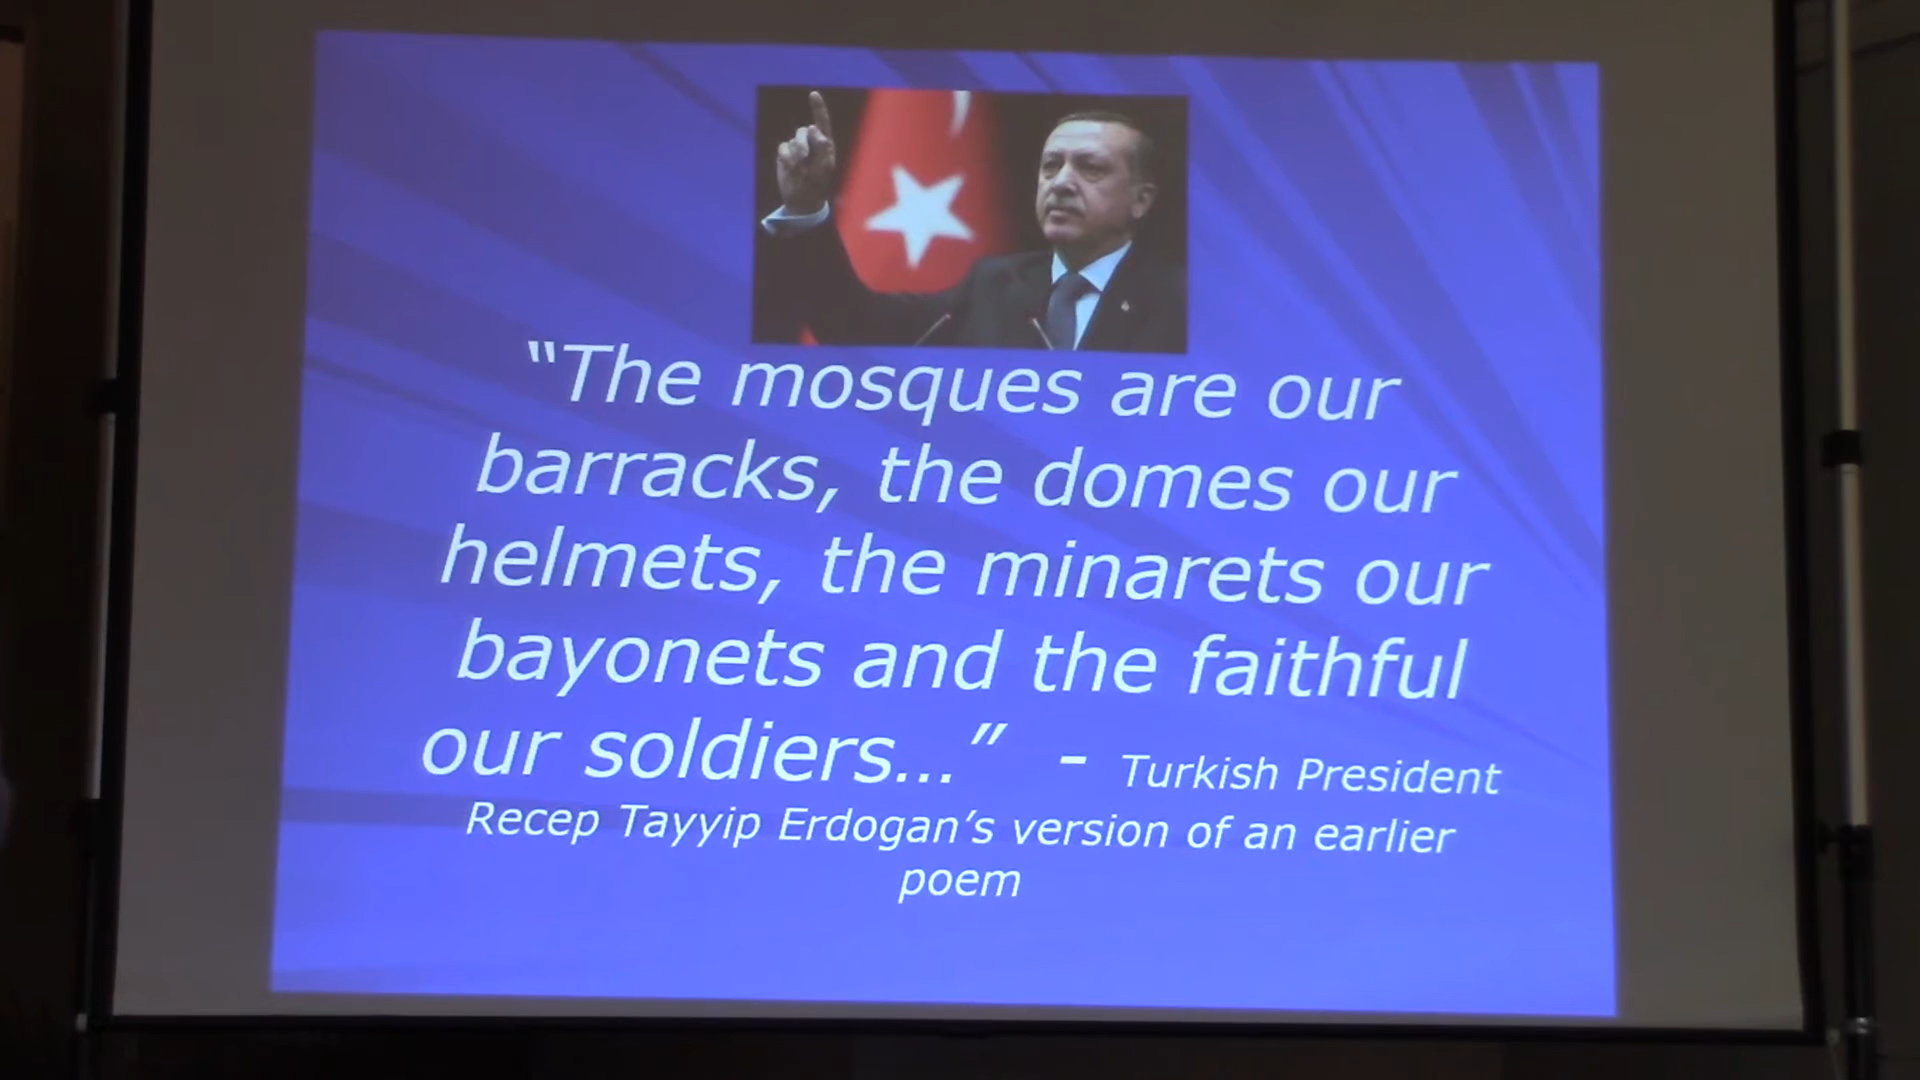 “The mosques are our
barracks, the domes our
helmets, the minarets our
bayonets and the faithful
our soldiers…” - Turkish President
Recep Tayyip Erdogan’s version of an earlier
poem